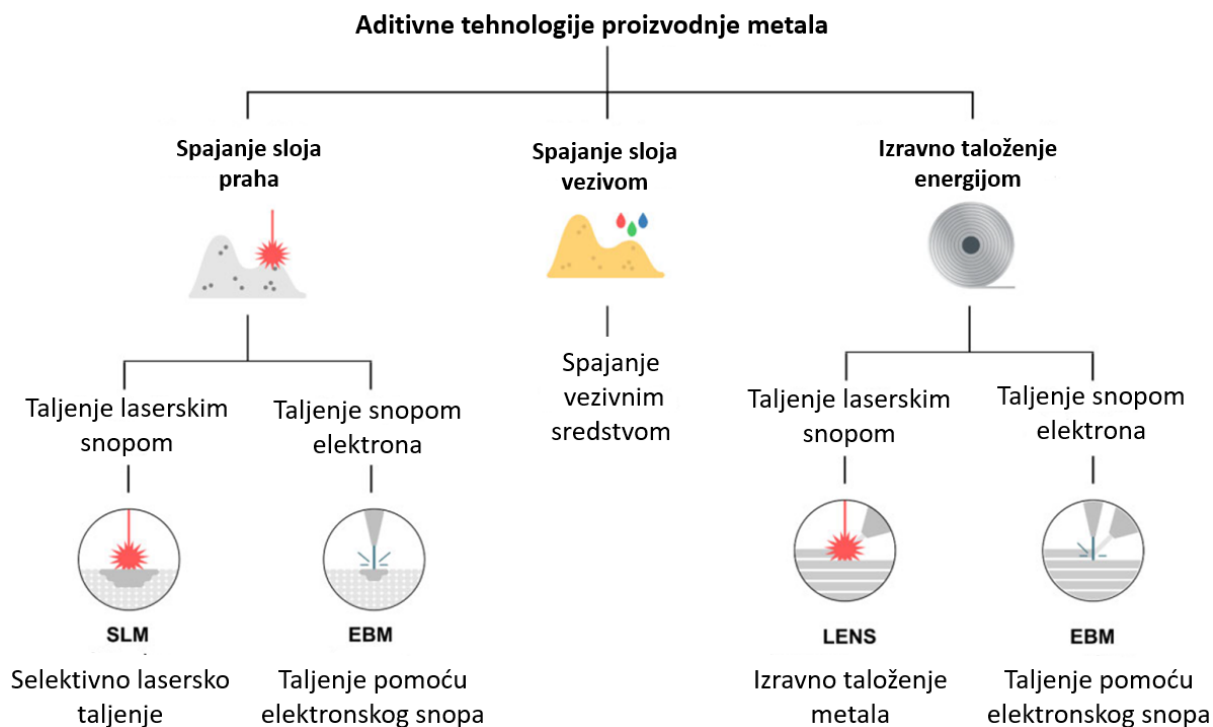 Aditivne tehnologije proizvodnje metala
Spajanje sloja
praha
Spajanje sloja
vezivom
Izravno taloženje
energijom
Taljenje laserskim
snopom
Taljenje snopom
elektrona
Spajanje
vezivnim
sredstvom
Taljenje laserskim
snopom
Taljenje snopom
elektrona
SLM
EBM
LENS
EBM
Selektivno lasersko
taljenje
Taljenje pomoću
elektronskog snopa
Izravno taloženje
metala
Taljenje pomoću
elektronskog snopa